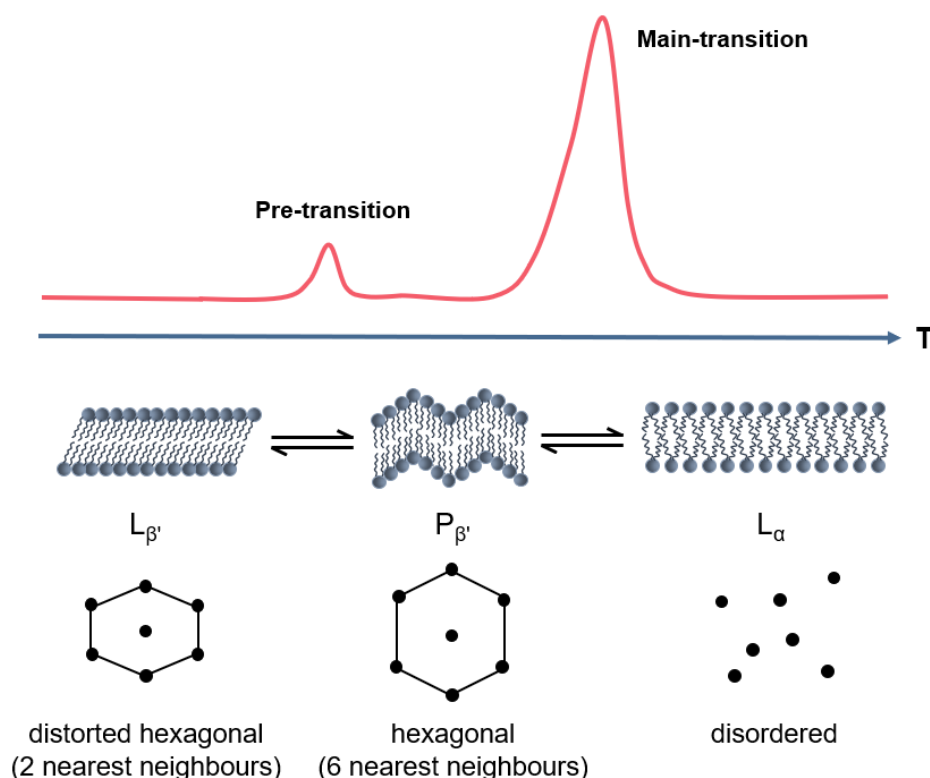 Main-transition
Pre-transition
T
Lβ'
Pβ'
Lα
distorted hexagonal
(2 nearest neighbours)
hexagonal
(6 nearest neighbours)
disordered